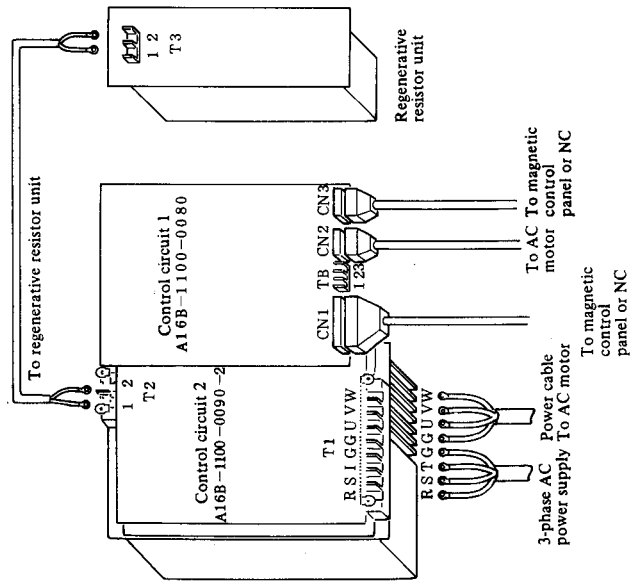 To regenerative resistor unit
1 2
T3
Regenerative
resistor unit
1 2
T2
Control circuit 1
A16B-1100-0080
Control circuit 2
A16B-1100-0090-2
CN1
TB
1 2 3
CN2
CN3
T1
R S I G G U V W
R S T G G U V W
3-phase AC
power supply
Power cable
To AC motor
To magnetic
control
panel or NC
To AC
motor
To magnetic
control
panel or NC